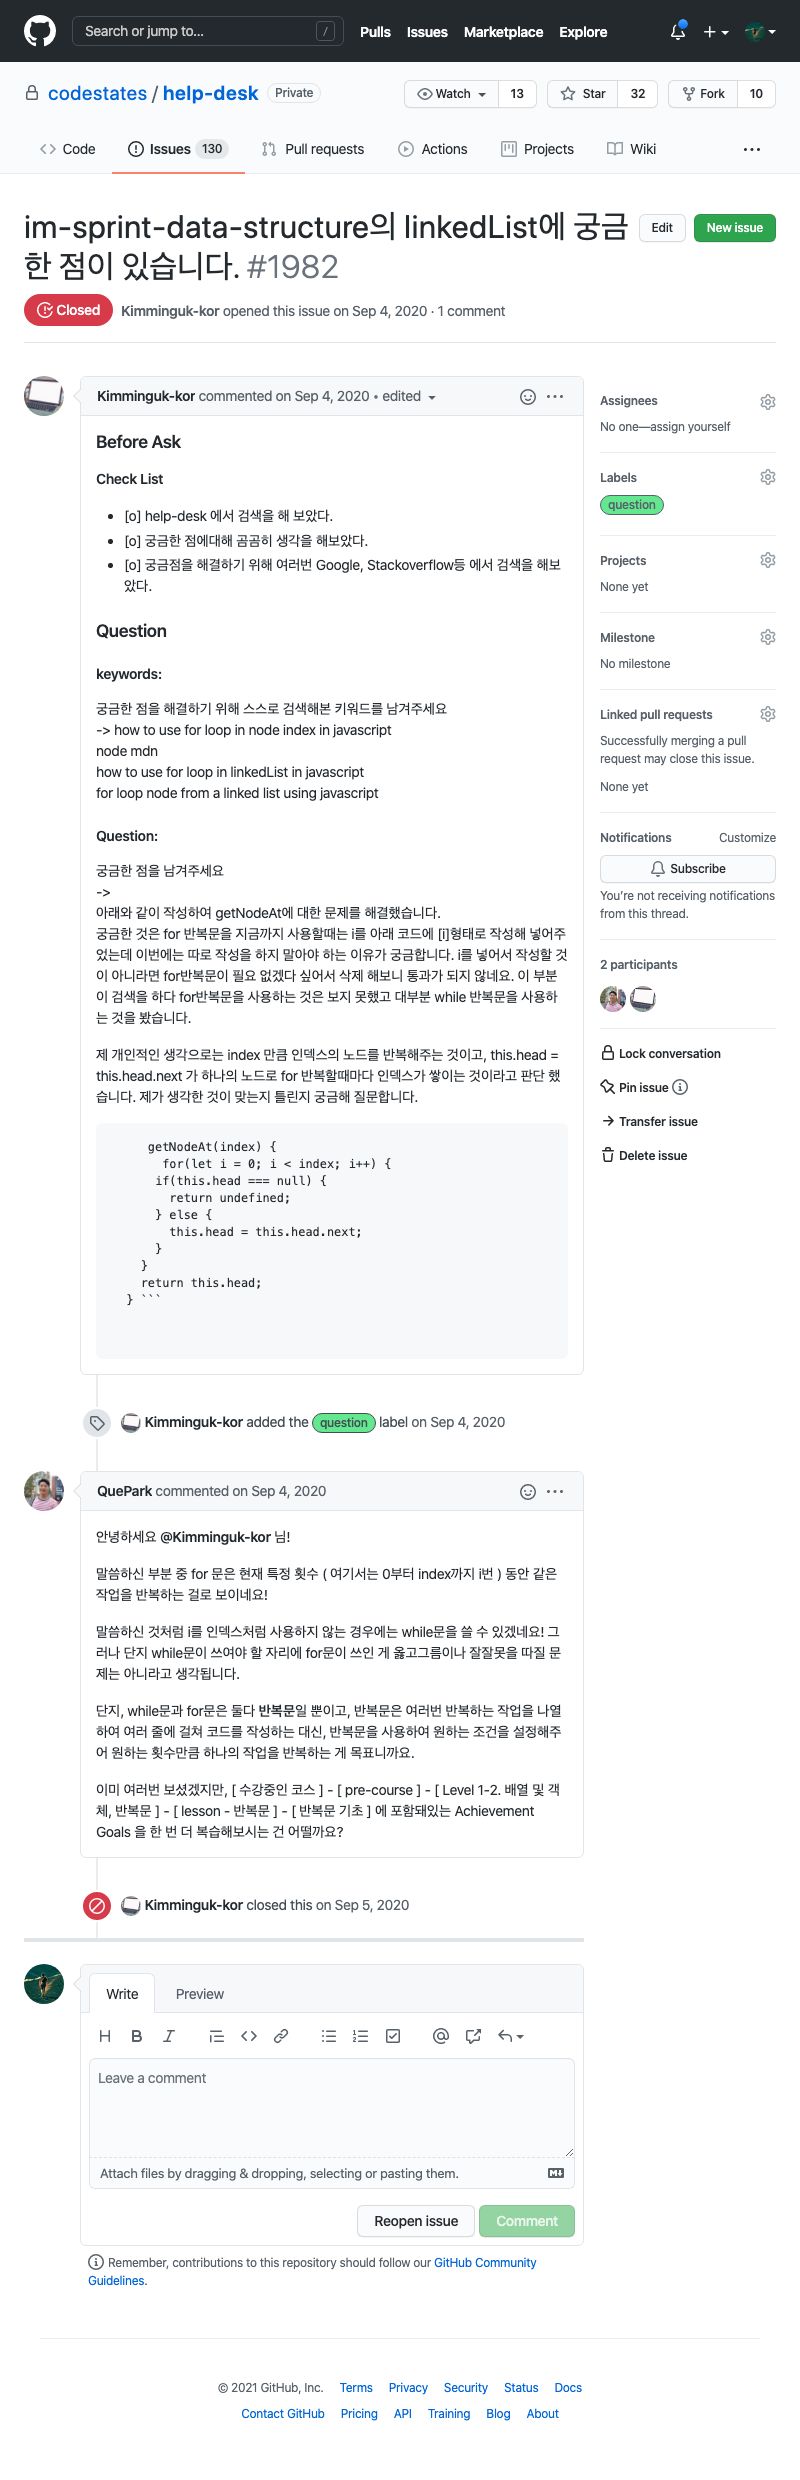 Search or jump to... /
Pulls Issues Marketplace Explore
codestates / help-desk Private
Watch 13 Star 32 Fork 10
Code Issues 130 Pull requests Actions Projects Wiki
im-sprint-data-structure의 linkedList에 궁금
한 점이 있습니다. #1982
Edit New issue
Closed Kimminguk-kor opened this issue on Sep 4, 2020 · 1 comment
Kimminguk-kor commented on Sep 4, 2020 • edited
Before Ask
Check List
• [o] help-desk 에서 검색을 해 보았다.
• [o] 궁금한 점에대해 곰곰히 생각을 해보았다.
• [o] 궁금점을 해결하기 위해 여러번 Google, Stackoverflow등 에서 검색을 해보
았다.
Question
keywords:
궁금한 점을 해결하기 위해 스스로 검색해본 키워드를 남겨주세요
-> how to use for loop in node index in javascript
node mdn
how to use for loop in linkedList in javascript
for loop node from a linked list using javascript
Question:
궁금한 점을 남겨주세요
->
아래와 같이 작성하여 getNodeAt에 대한 문제를 해결했습니다.
궁금한 것은 for 반복문을 지금까지 사용할때는 i를 아래 코드에 [i]형태로 작성해 넣어주
었는데 이번에는 따로 작성을 하지 말아야 하는 이유가 궁금합니다. i를 넣어서 작성할 것
이 아니라면 for반복문이 필요 없겠다 싶어서 삭제 해보니 통과가 되지 않네요. 이 부분
이 검색을 하다 for반복문을 사용하는 것은 보지 못했고 대부분 while 반복문을 사용하
는 것을 봤습니다.
제 개인적인 생각으로는 index 만큼 인덱스의 노드를 반복해주는 것이고, this.head =
this.head.next 가 하나의 노드로 for 반복할때마다 인덱스가 쌓이는 것이라고 판단 했
습니다. 제가 생각한 것이 맞는지 틀린지 궁금해 질문합니다.
getNodeAt(index) {
for(let i = 0; i < index; i++) {
if(this.head === null) {
return undefined;
} else {
this.head = this.head.next;
}
}
return this.head;
} ```
Kimminguk-kor added the question label on Sep 4, 2020
QuePark commented on Sep 4, 2020
안녕하세요 @Kimminguk-kor 님!
말씀하신 부분 중 for 문은 현재 특정 횟수 ( 여기서는 0부터 index까지 i번 ) 동안 같은
작업을 반복하는 걸로 보이네요!
말씀하신 것처럼 i를 인덱스처럼 사용하지 않는 경우에는 while문을 쓸 수 있겠네요! 그
러나 단지 while문이 쓰여야 할 자리에 for문이 쓰인 게 옳고그름이나 잘잘못을 따질 문
제는 아니라고 생각됩니다.
단지, while문과 for문은 둘다 반복문일 뿐이고, 반복문은 여러번 반복하는 작업을 나열
하여 여러 줄에 걸쳐 코드를 작성하는 대신, 반복문을 사용하여 원하는 조건을 설정해주
어 원하는 횟수만큼 하나의 작업을 반복하는 게 목표니까요.
이미 여러번 보셨겠지만, [ 수강중인 코스 ] - [ pre-course ] - [ Level 1-2. 배열 및 객
체, 반복문 ] - [ lesson - 반복문 ] - [ 반복문 기초 ] 에 포함돼있는 Achievement
Goals 을 한 번 더 복습해보시는 건 어떨까요?
Kimminguk-kor closed this on Sep 5, 2020
Write Preview
Leave a comment
Attach files by dragging & dropping, selecting or pasting them.
Reopen issue Comment
Remember, contributions to this repository should follow our GitHub Community
Guidelines.
Assignees
No one—assign yourself
Labels
question
Projects
None yet
Milestone
No milestone
Linked pull requests
Successfully merging a pull
request may close this issue.
None yet
Notifications Customize
Subscribe
You're not receiving notifications
from this thread.
2 participants
Lock conversation
Pin issue
Transfer issue
Delete issue
© 2021 GitHub, Inc. Terms Privacy Security Status Docs
Contact GitHub Pricing API Training Blog About